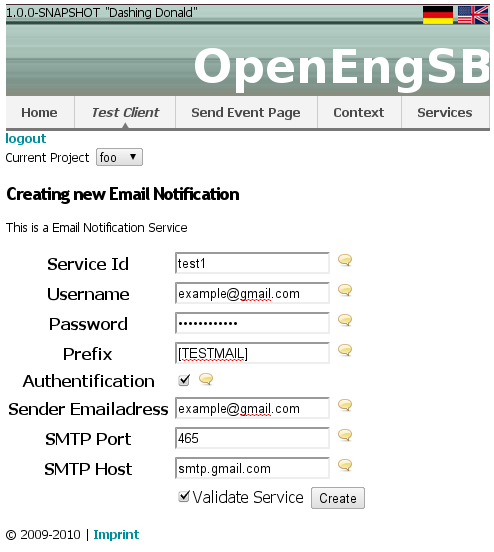 1.0.0-SNAPSHOT "Dashing Donald"
OpenEngSB
Home Test Client Send Event Page Context Services
logout
Current Project foo
Creating new Email Notification
This is a Email Notification Service
Service Id test1
Username example@gmail.com
Password ••••••••••••
Prefix [TESTMAIL]
Authentification
Sender Emailadress example@gmail.com
SMTP Port 465
SMTP Host smtp.gmail.com
Validate Service Create
© 2009-2010 | Imprint